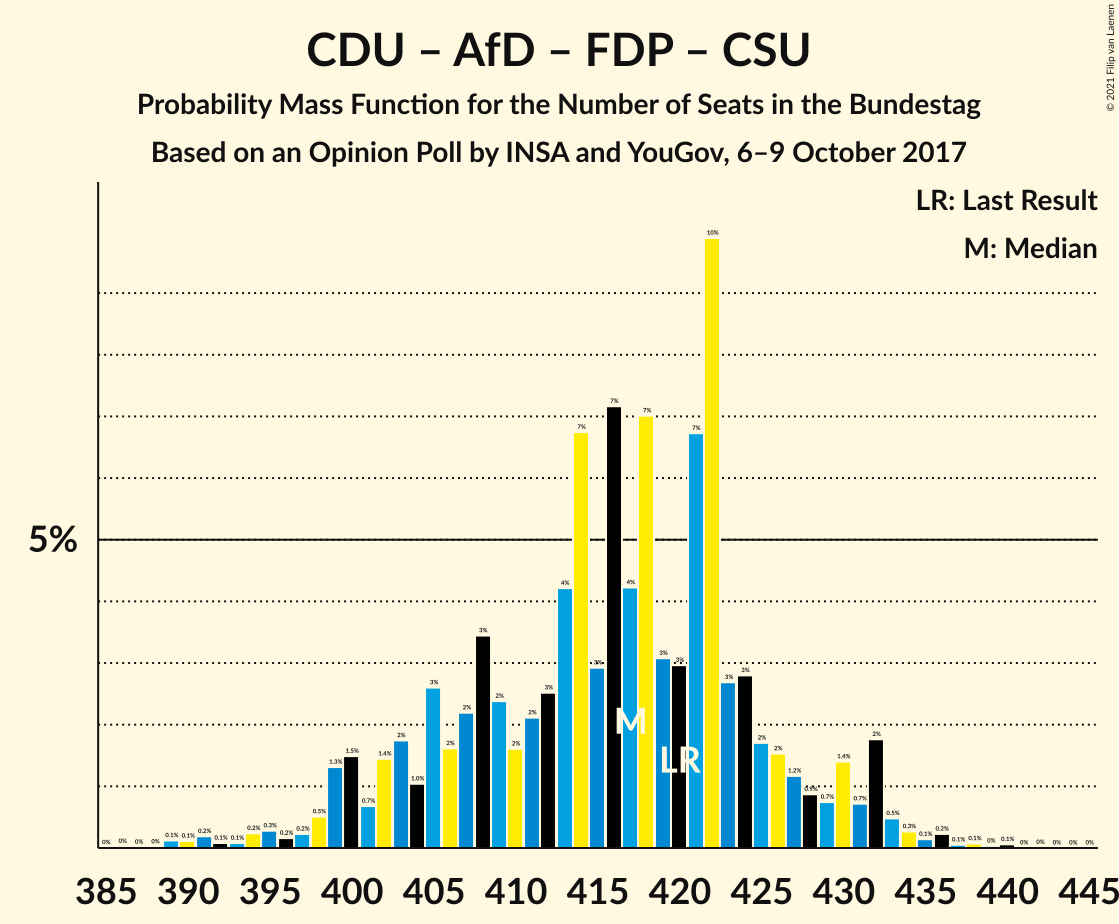 CDU – AfD – FDP – CSU
Probability Mass Function for the Number of Seats in the Bundestag
Based on an Opinion Poll by INSA and YouGov, 6–9 October 2017
© 2021 Filip van Laenen
LR: Last Result
M: Median
5%
0% 0% 0% 0% 0.1% 0.1% 0.2% 0.1% 0.1% 0.2% 0.3% 0.2% 0.2% 0.5% 1.3% 1.5% 0.7% 1.4% 2% 1.0% 3% 2% 2% 3% 2% 2% 2% 3% 4% 7% 3% 7% 4% 7% 3% 3% 7% 10% 3% 3% 2% 2% 1.2% 0.9% 0.7% 1.4% 0.7% 2% 0.5% 0.3% 0.1% 0.2% 0.1% 0.1% 0% 0.1% 0% 0% 0% 0% 0%
M
LR
385 390 395 400 405 410 415 420 425 430 435 440 445